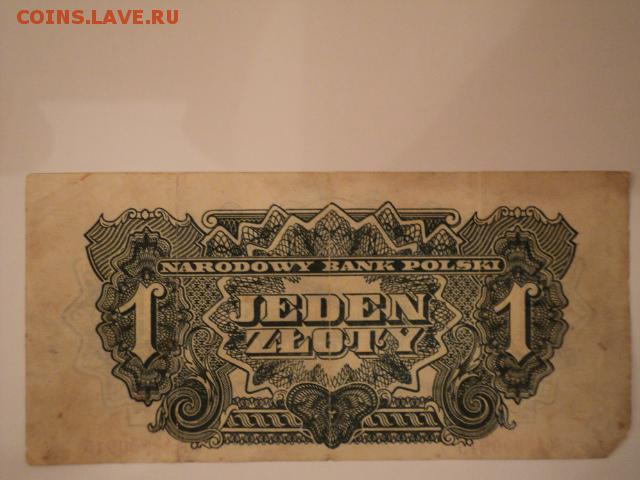 COINS.LAVE.RU
NARODOWY BANK POLSKI
1 JEDEN 1
ZŁOTY